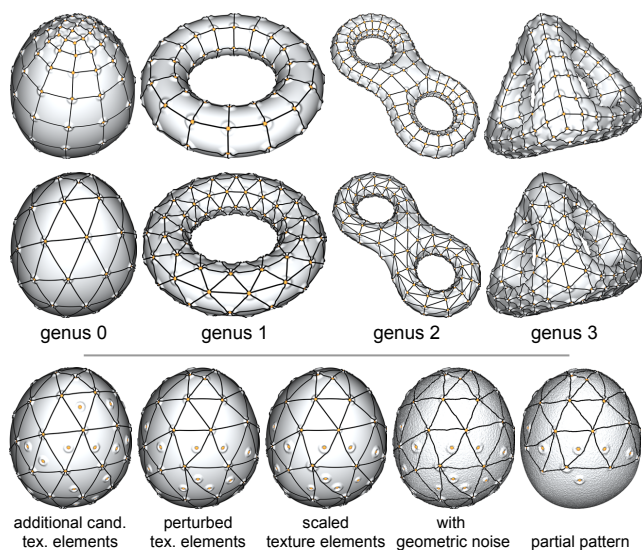 genus 0 genus 1 genus 2 genus 3
additional cand. perturbed scaled with partial pattern
tex. elements tex. elements texture elements geometric noise